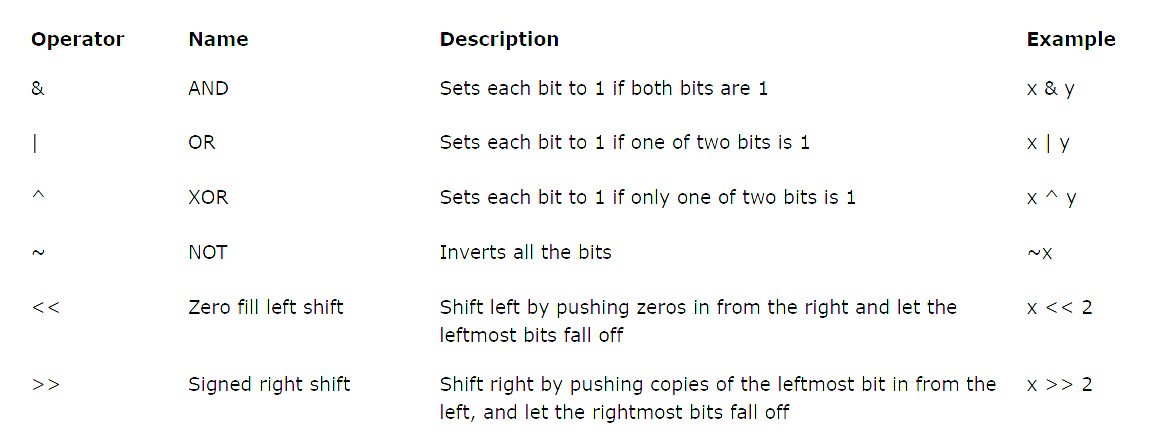 Operator Name Description Example
& AND Sets each bit to 1 if both bits are 1 x & y
| OR Sets each bit to 1 if one of two bits is 1 x | y
^ XOR Sets each bit to 1 if only one of two bits is 1 x ^ y
~ NOT Inverts all the bits ~x
<< Zero fill left shift Shift left by pushing zeros in from the right and let the x << 2
leftmost bits fall off
>> Signed right shift Shift right by pushing copies of the leftmost bit in from the x >> 2
left, and let the rightmost bits fall off